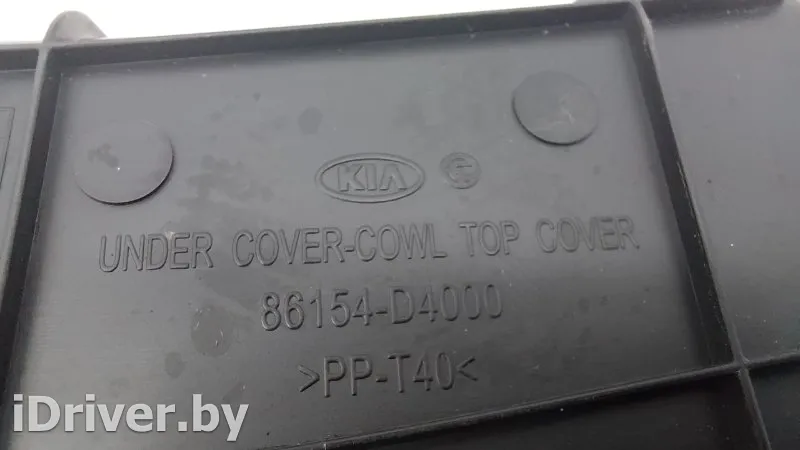 KIA
UNDER COVER-COWL TOP COVER
86154-D4000
>PP-T40<
iDriver.by